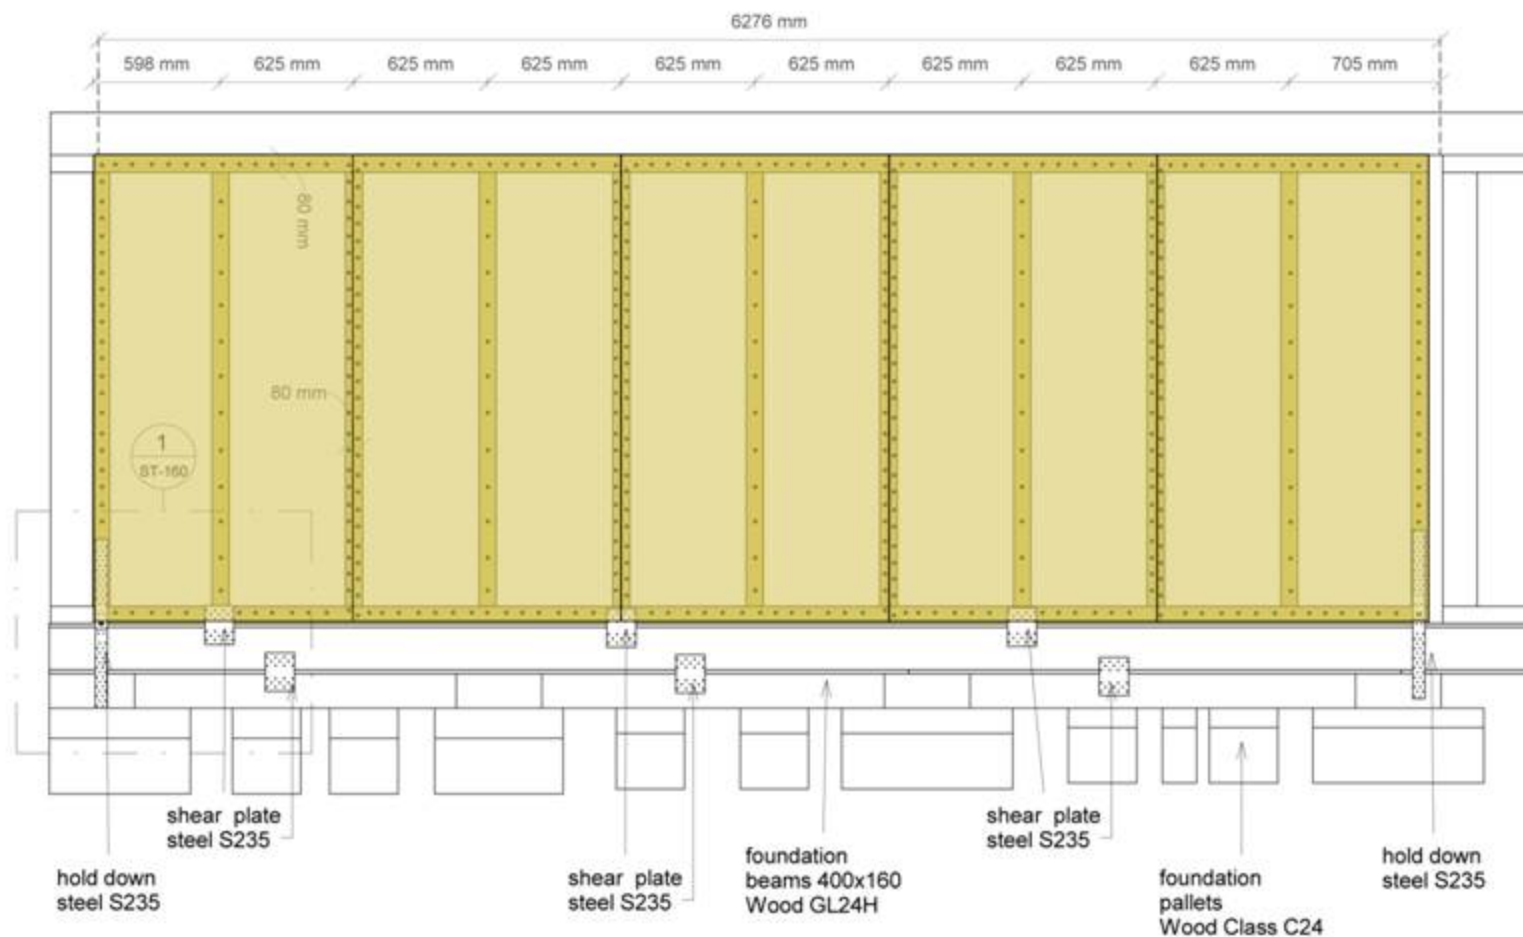 6276 mm
598 mm
625 mm
625 mm
625 mm
625 mm
625 mm
625 mm
625 mm
625 mm
705 mm
80 mm
80 mm
1
ST-160
shear plate
steel S235
shear plate
steel S235
hold down
steel S235
shear plate
steel S235
foundation
beams 400x160
Wood GL24H
foundation
pallets
Wood Class C24
hold down
steel S235